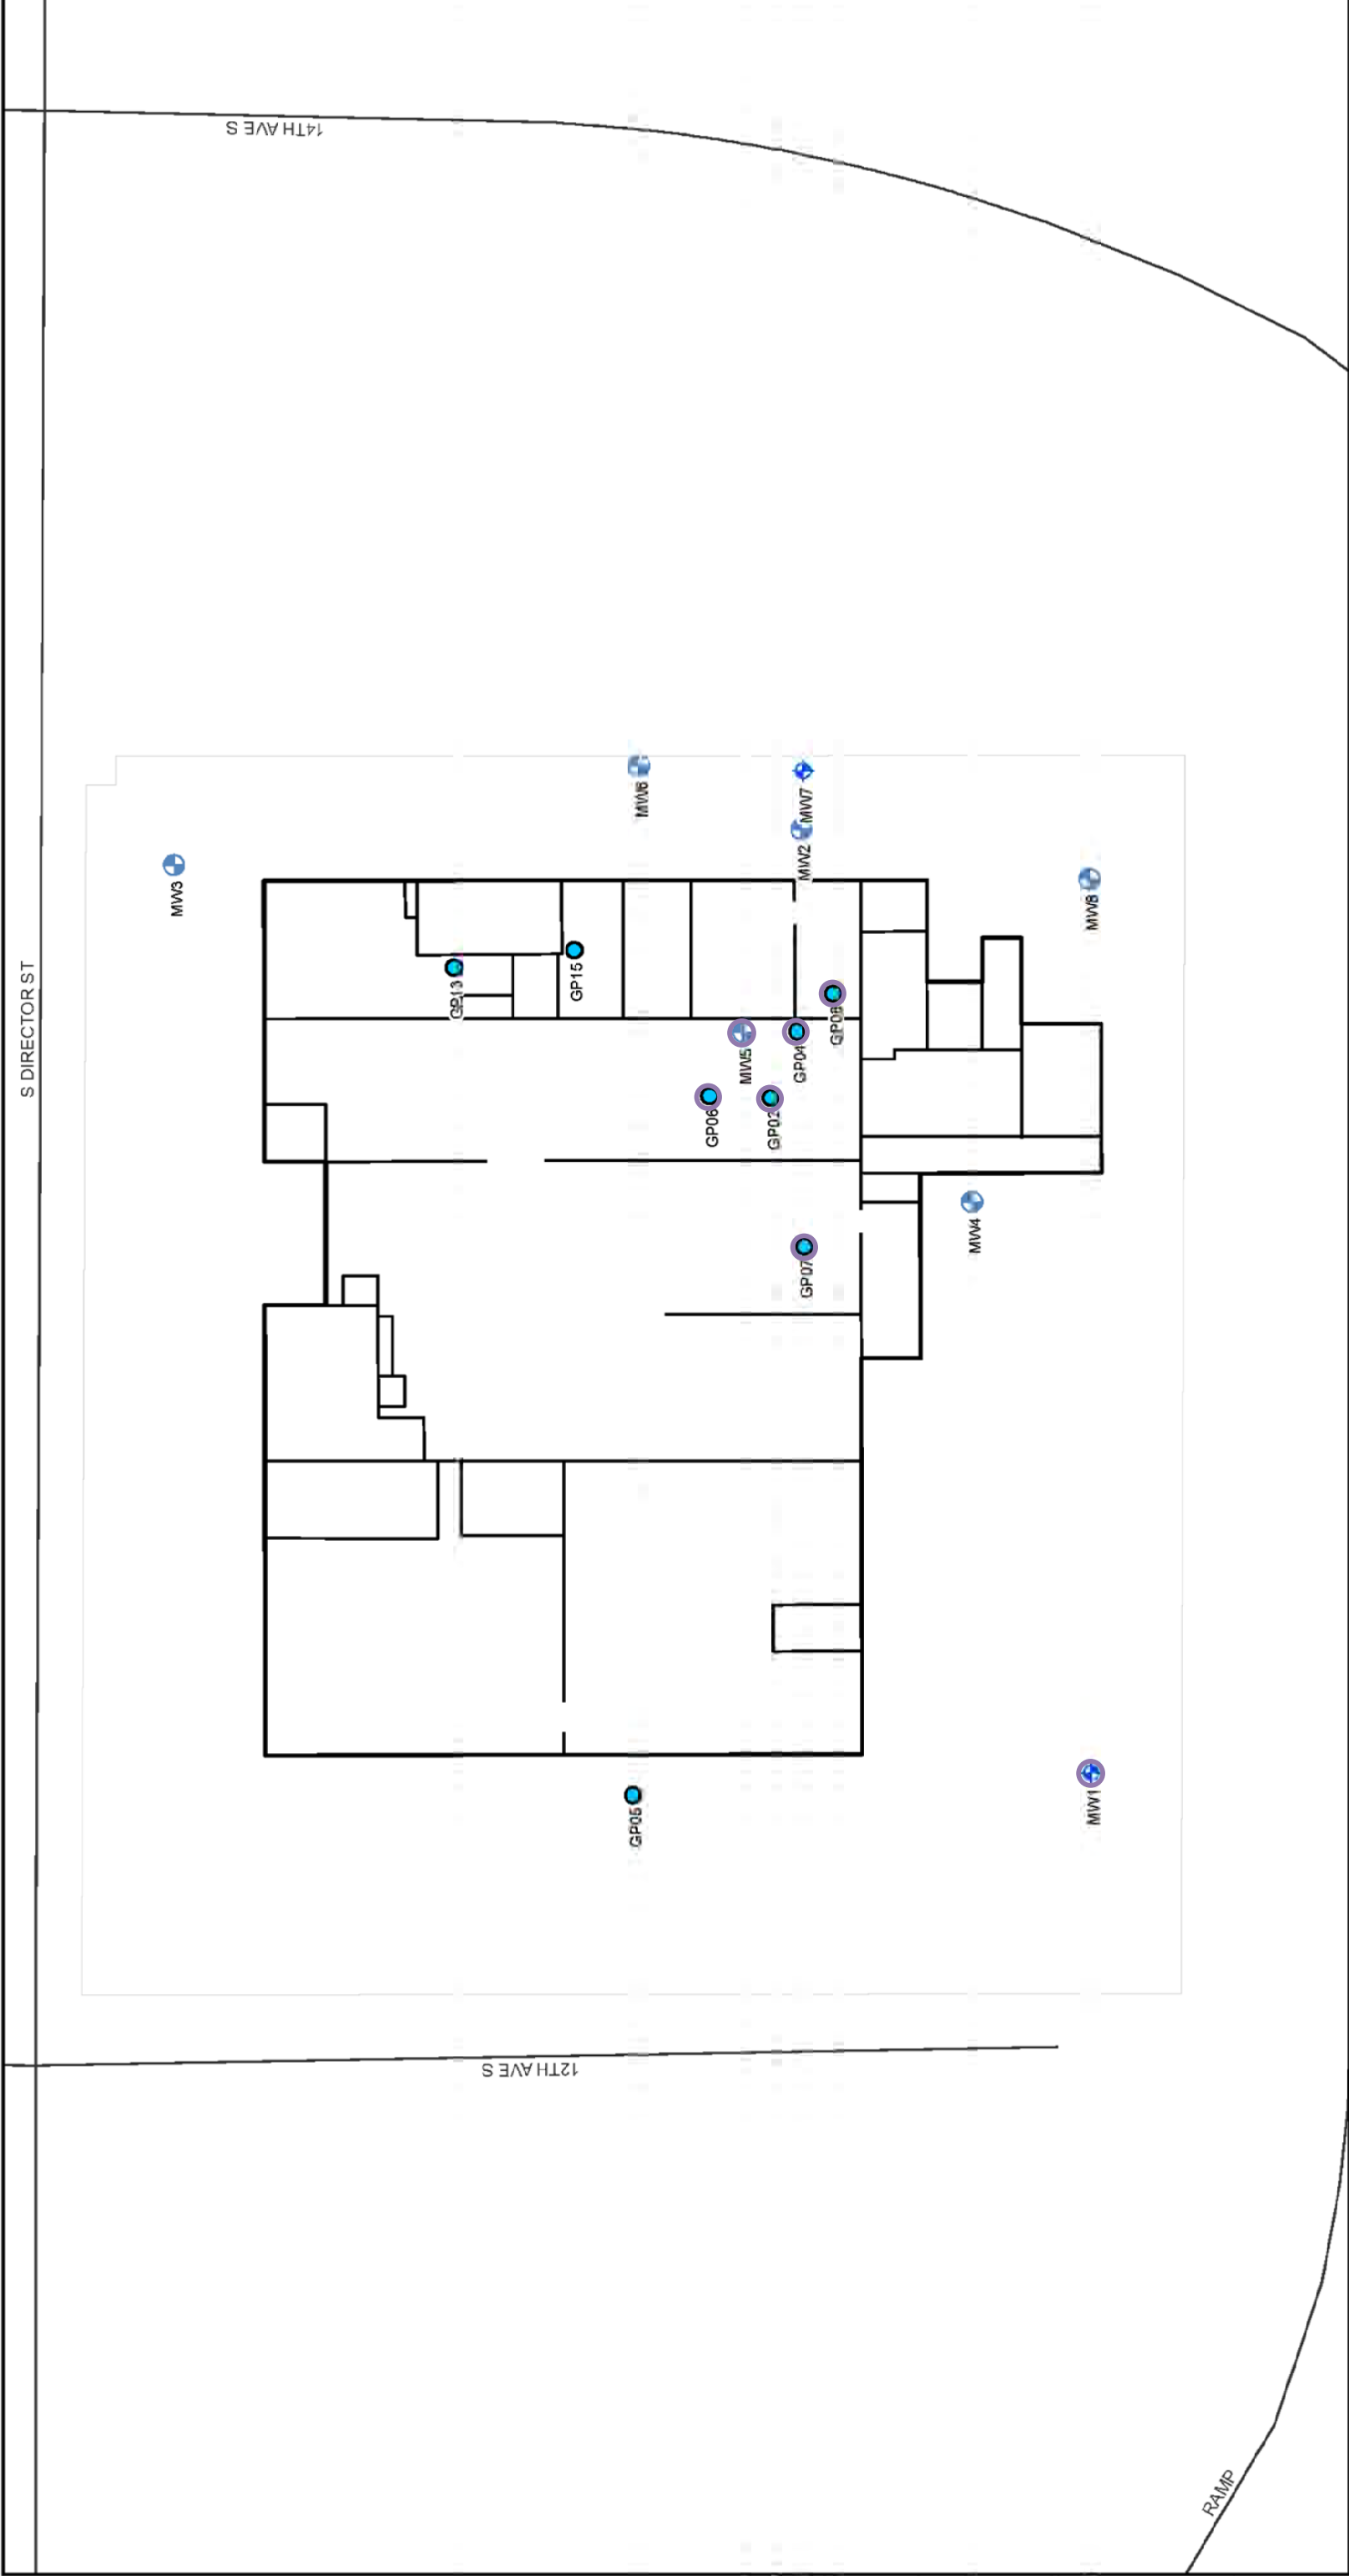 14TH AVE S
S DIRECTOR ST
MW6
MW7
MW2
MW3
MW8
GP15
GP13
GP08
MW5
GP04
GP06
GP02
MW4
GP07
GP05
MW1
12TH AVE S
RAMP